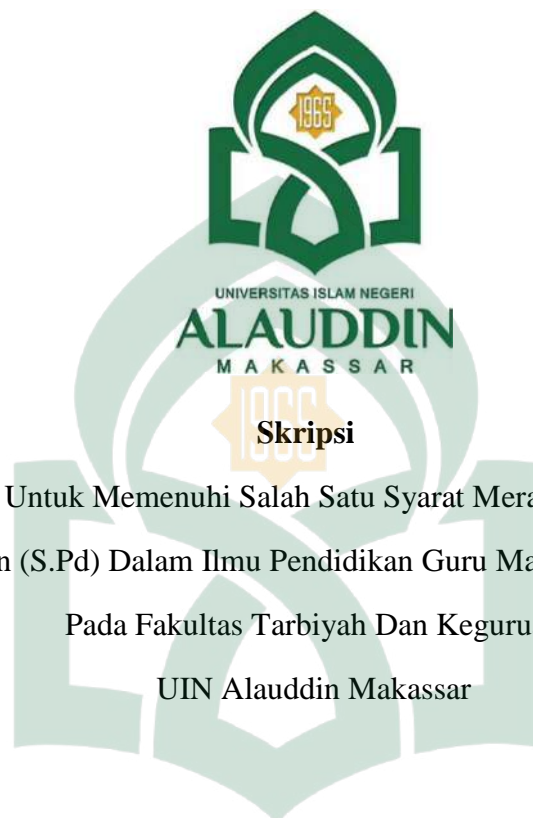 1965
UNIVERSITAS ISLAM NEGERI
ALAUDDIN
MAKASSAR
1965
Skripsi
Untuk Memenuhi Salah Satu Syarat Mera
n (S.Pd) Dalam Ilmu Pendidikan Guru Ma
Pada Fakultas Tarbiyah Dan Keguru
UIN Alauddin Makassar